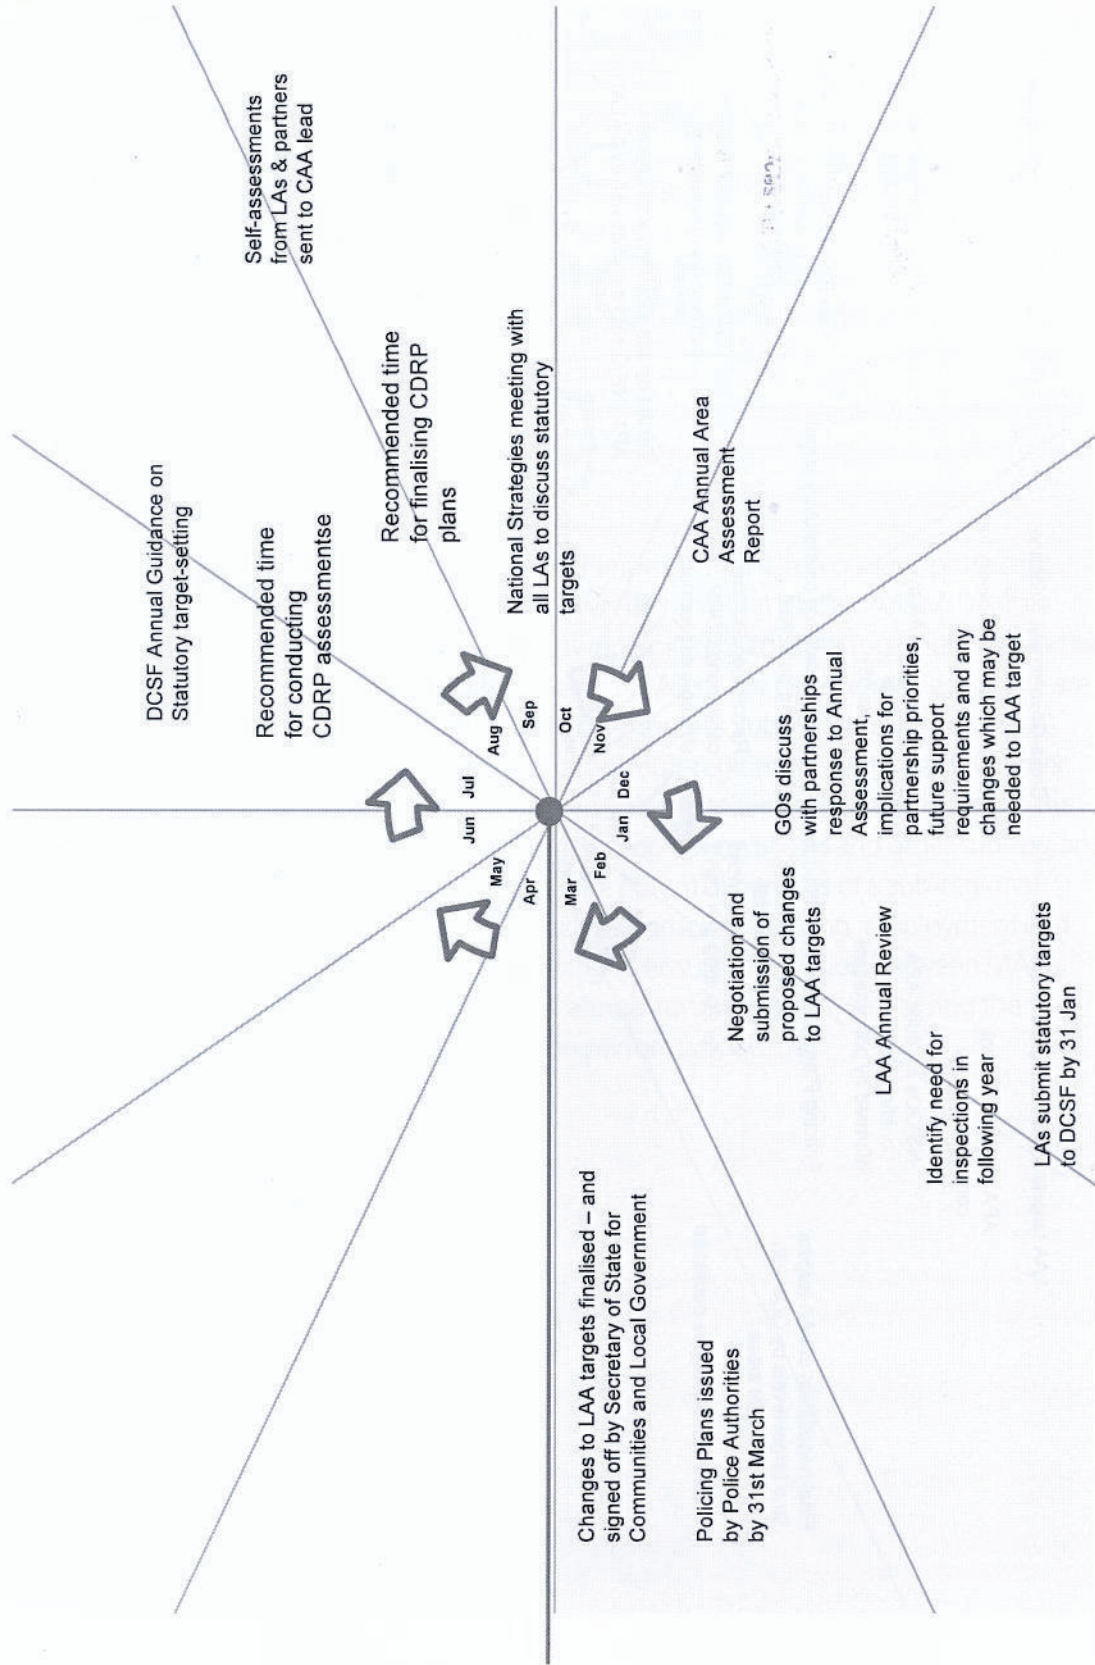 DCSF Annual Guidance on
Statutory target-setting
Recommended time
for conducting
CDRP assessmentse
Self-assessments
from LAs & partners
sent to CAA lead
Recommended time
for finalising CDRP
plans
National Strategies meeting with
all LAs to discuss statutory
targets
May
Jun
Jul
Aug
Apr
Sep
Mar
Oct
Feb
Jan
Dec
Nov
Changes to LAA targets finalised – and
signed off by Secretary of State for
Communities and Local Government
Policing Plans issued
by Police Authorities
by 31st March
Negotiation and
submission of
proposed changes
to LAA targets
LAA Annual Review
Identify need for
inspections in
following year
LAs submit statutory targets
to DCSF by 31 Jan
GOs discuss
with partnerships
response to Annual
Assessment,
implications for
partnership priorities,
future support
requirements and any
changes which may be
needed to LAA target
CAA Annual Area
Assessment
Report